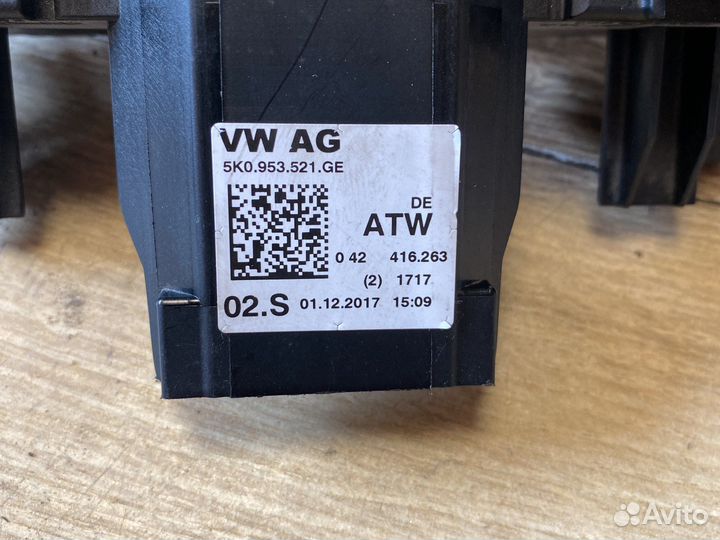 VW AG
5K0.953.521.GE
DE
ATW
0 42 416.263
(2) 1717
02.S 01.12.2017 15:09
Avito